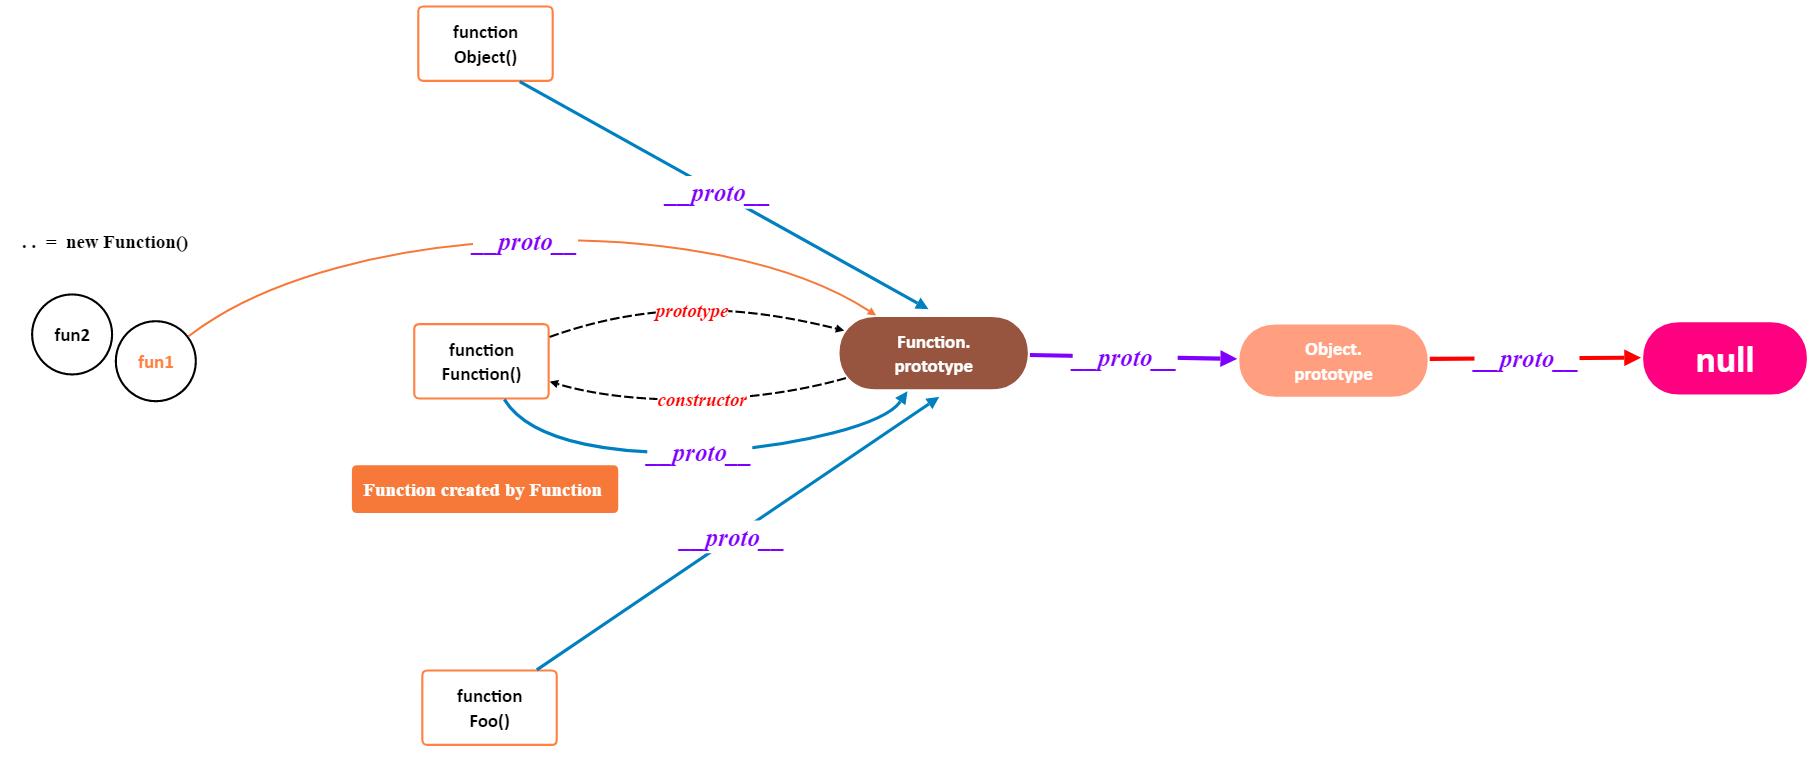 function
Object()
__proto__
. . = new Function()
__proto__
fun2
fun1
prototype
function
Function()
Function.
prototype
__proto__
Object.
prototype
__proto__
null
constructor
__proto__
Function created by Function
__proto__
function
Foo()